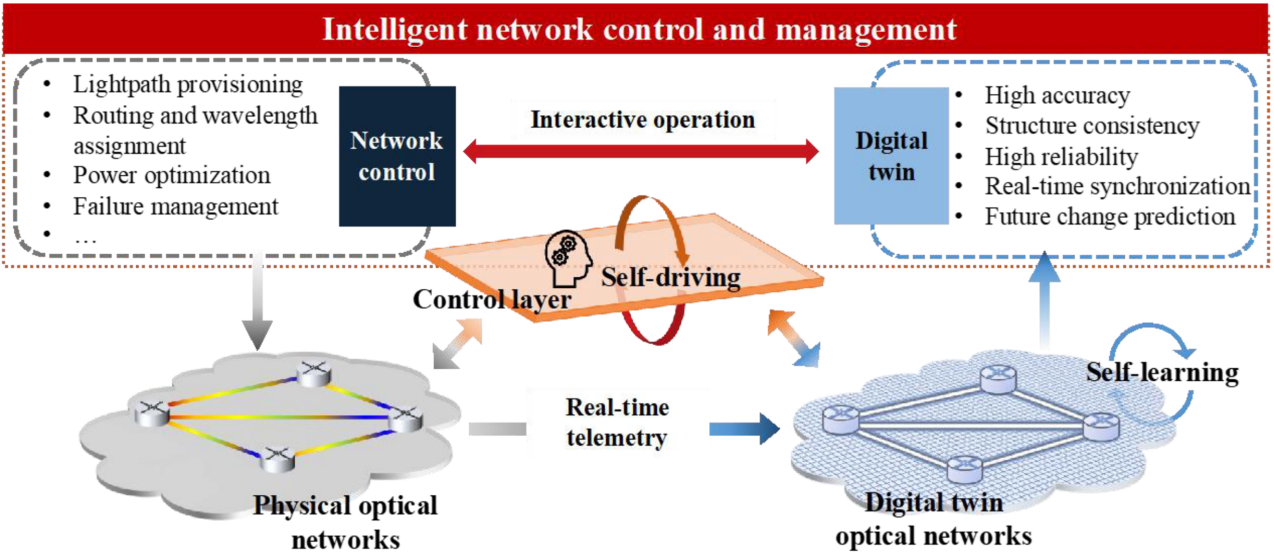 Intelligent network control and management
• Lightpath provisioning
• Routing and wavelength
assignment
• Power optimization
• Failure management
• …
Network
control
Interactive operation
Digital
twin
• High accuracy
• Structure consistency
• High reliability
• Real-time synchronization
• Future change prediction
Self-driving
Control layer
Self-learning
Real-time
telemetry
Physical optical
networks
Digital twin
optical networks